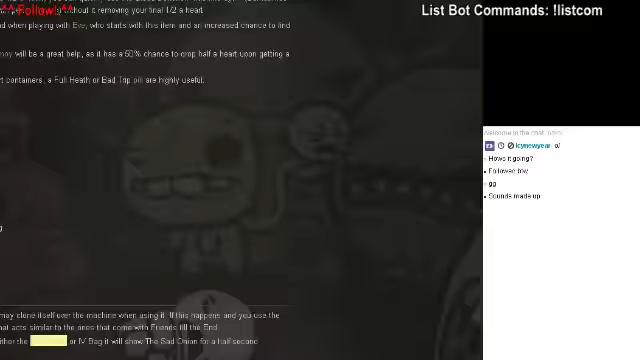 ^^Follow!^^
List Bot Commands: !listcom
without it removing your final 1/2 a heart
d when playing with Eve, who starts with this item and an increased chance to find
will be a great help, as it has a 50% chance to drop half a heart upon getting a
t containers, a Full Heath or Bad Trip pill are highly useful.
Welcome to the chat room!
icynewyear: o/
Hows it going?
Followed btw
gg
Sounds made up
may clone itself over the machine when using it. If this happens and you use the
hat acts similar to the ones that come with Friends till the End
ither the or IV Bag it will show The Sad Onion for a half second